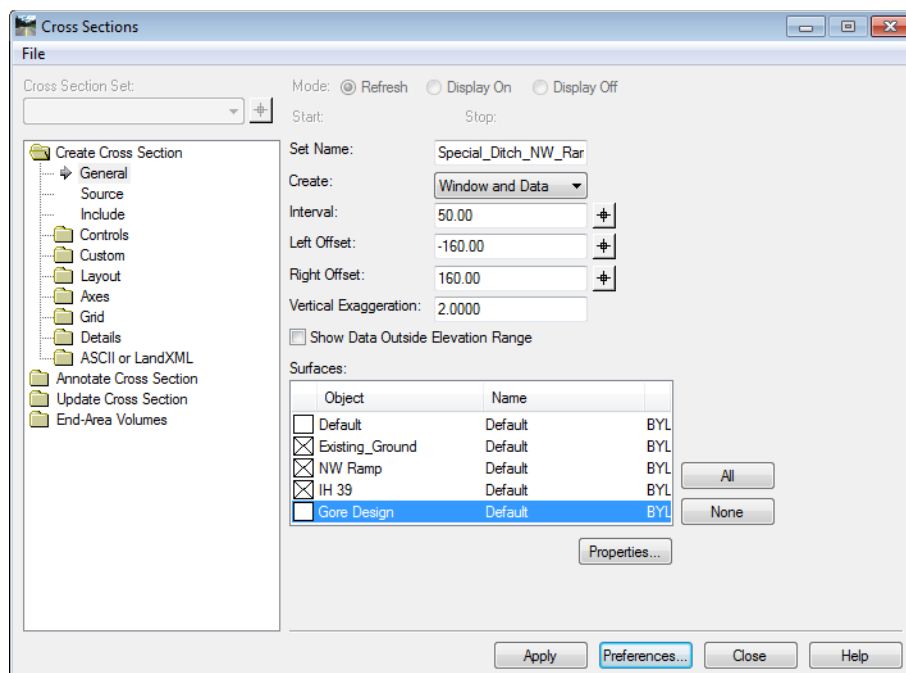 Cross Sections
File
Cross Section Set:
Mode: Refresh Display On Display Off
Start: Stop:
Create Cross Section
General
Source
Include
Controls
Custom
Layout
Axes
Grid
Details
ASCII or LandXML
Annotate Cross Section
Update Cross Section
End-Area Volumes
Set Name: Special_Ditch_NW_Rar
Create: Window and Data
Interval: 50.00
Left Offset: -160.00
Right Offset: 160.00
Vertical Exaggeration: 2.0000
Show Data Outside Elevation Range
Surfaces:
Object Name
Default Default BYL
Existing_Ground Default BYL
NW Ramp Default BYL
IH 39 Default BYL
Gore Design Default BYL
All
None
Properties...
Apply Preferences... Close Help